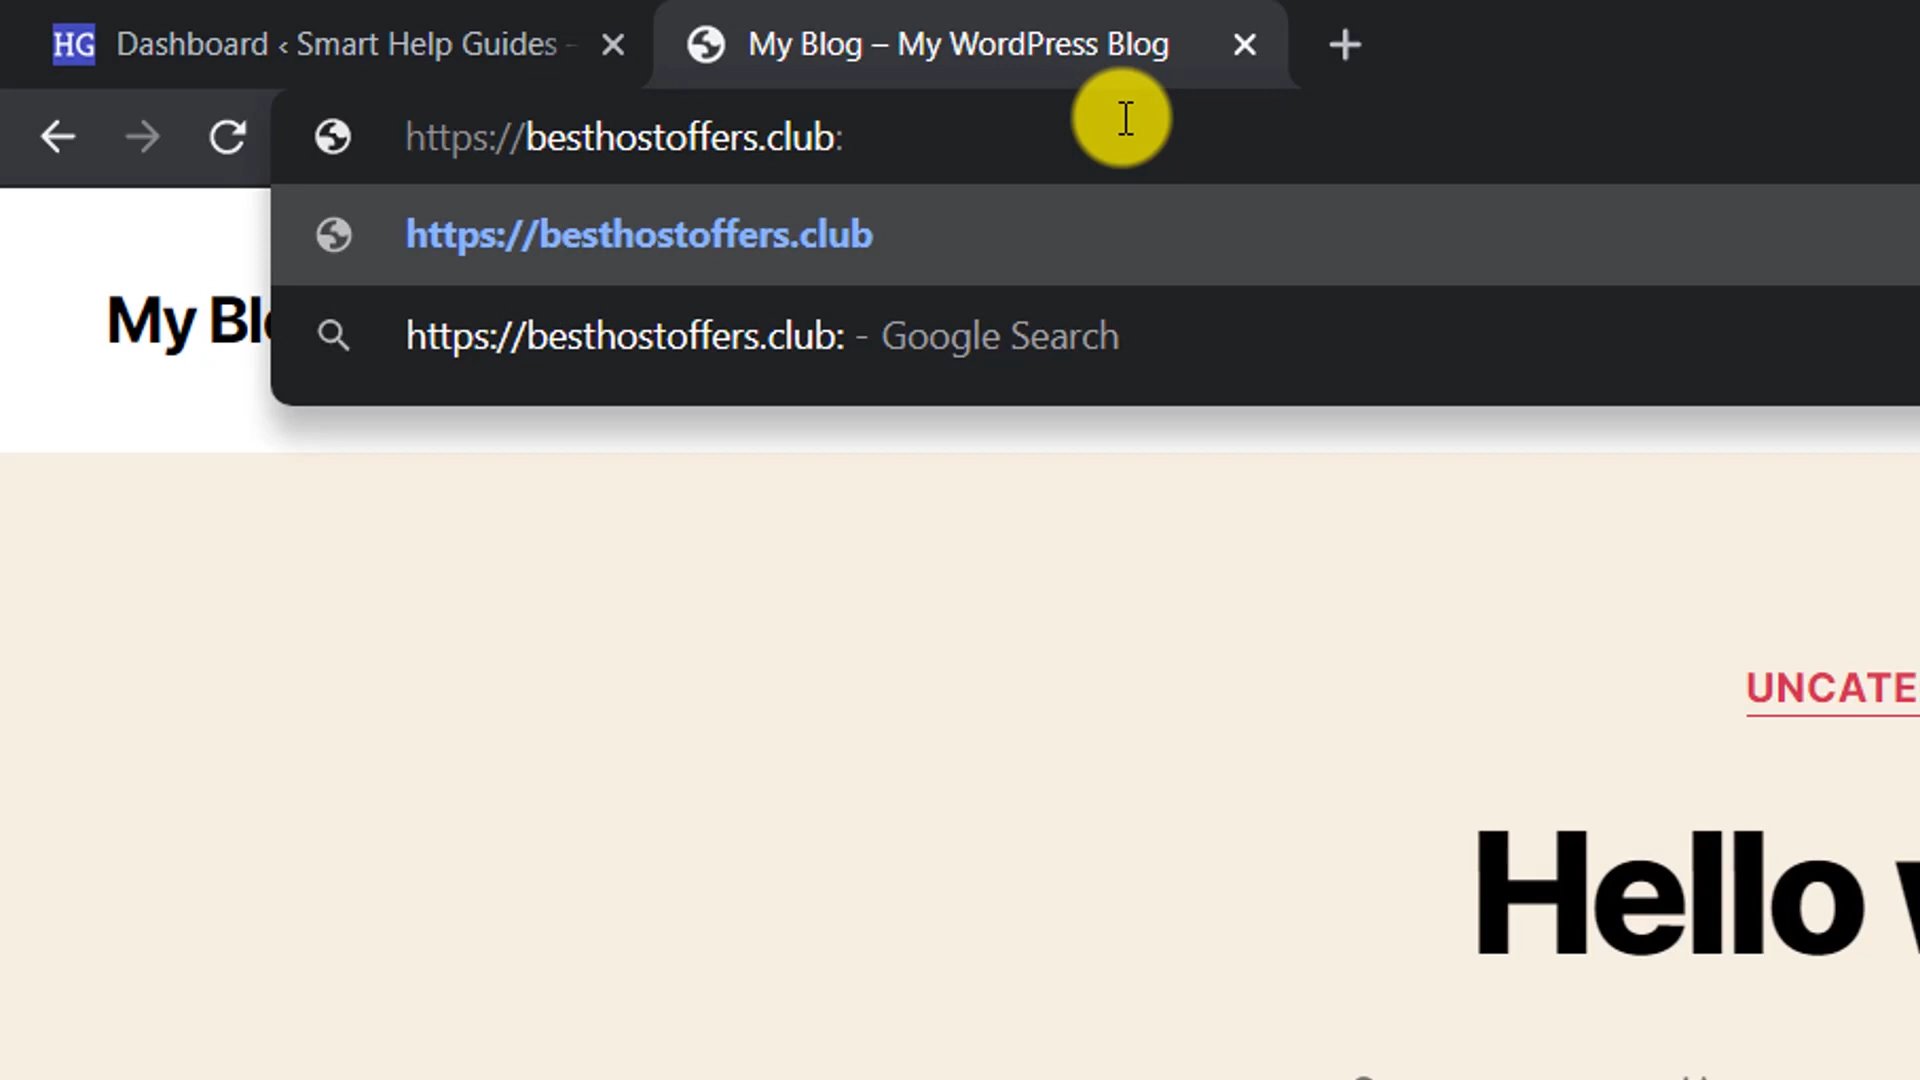 HG Dashboard ‹ Smart Help Guides –
My Blog – My WordPress Blog
https://besthostoffers.club:
https://besthostoffers.club
https://besthostoffers.club: - Google Search
My Bl
UNCATE
Hello